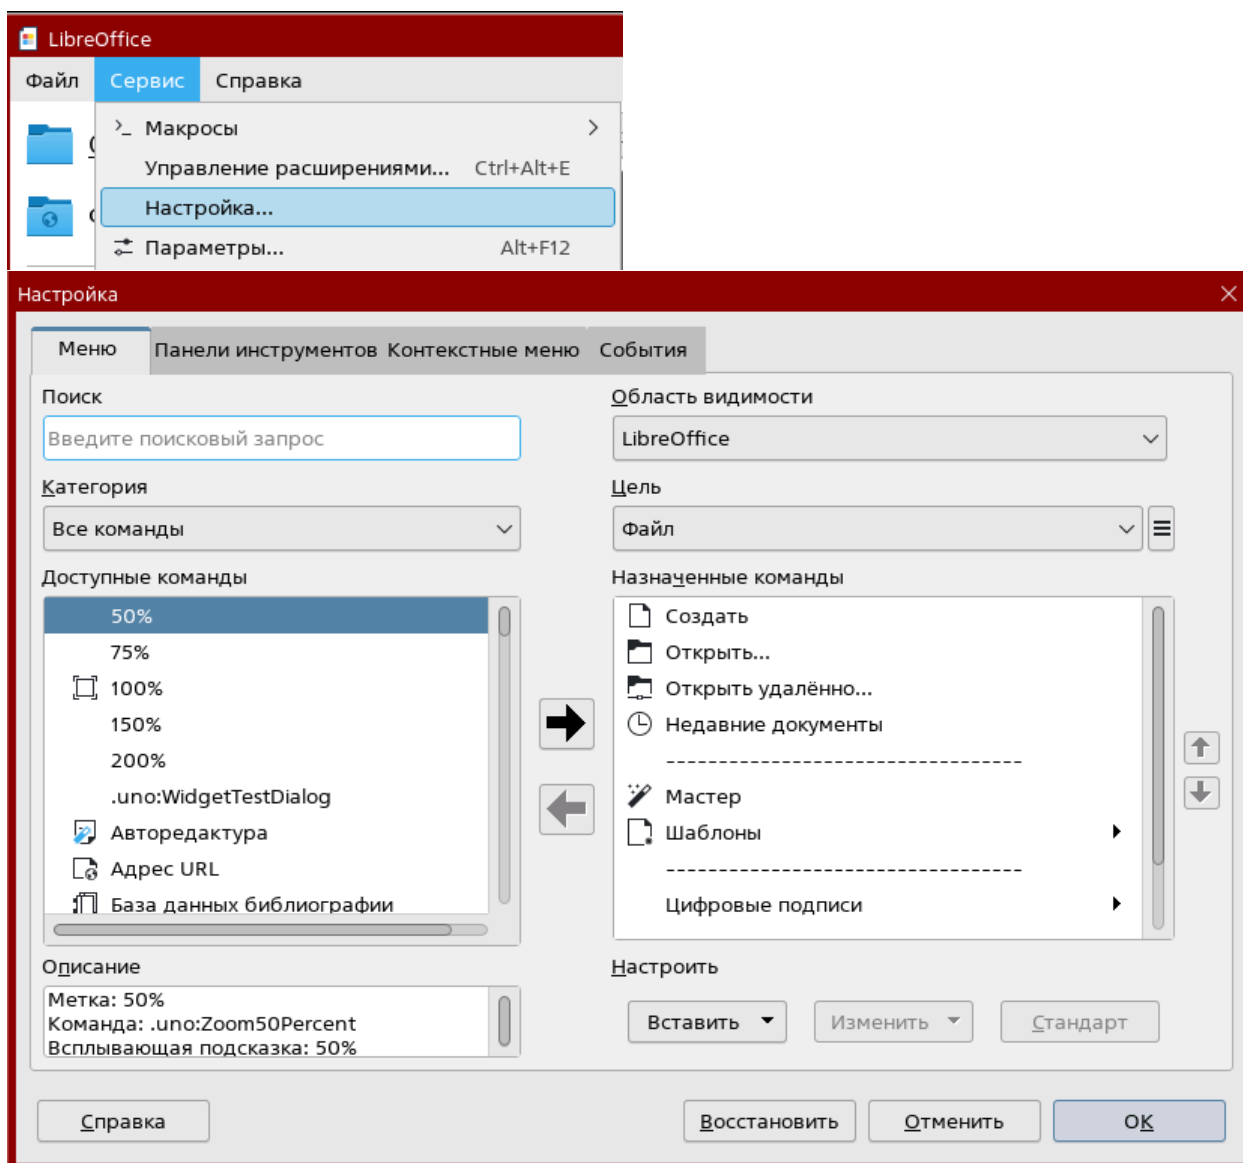 LibreOffice
Файл Сервис Справка
Макросы
Управление расширениями... Ctrl+Alt+E
Настройка...
Параметры... Alt+F12
Настройка
Меню Панели инструментов Контекстные меню События
Поиск Область видимости
Введите поисковый запрос LibreOffice
Категория Цель
Все команды Файл
Доступные команды Назначенные команды
50% Создать
75% Открыть...
100% Открыть удалённо...
150% Недавние документы
200% ----------------------------------
.uno:WidgetTestDialog Мастер
Авторедактура Шаблоны
Адрес URL ----------------------------------
База данных библиографии Цифровые подписи
Описание Настроить
Метка: 50%
Команда: .uno:Zoom50Percent Вставить Изменить Стандарт
Всплывающая подсказка: 50%
Справка Восстановить Отменить OK